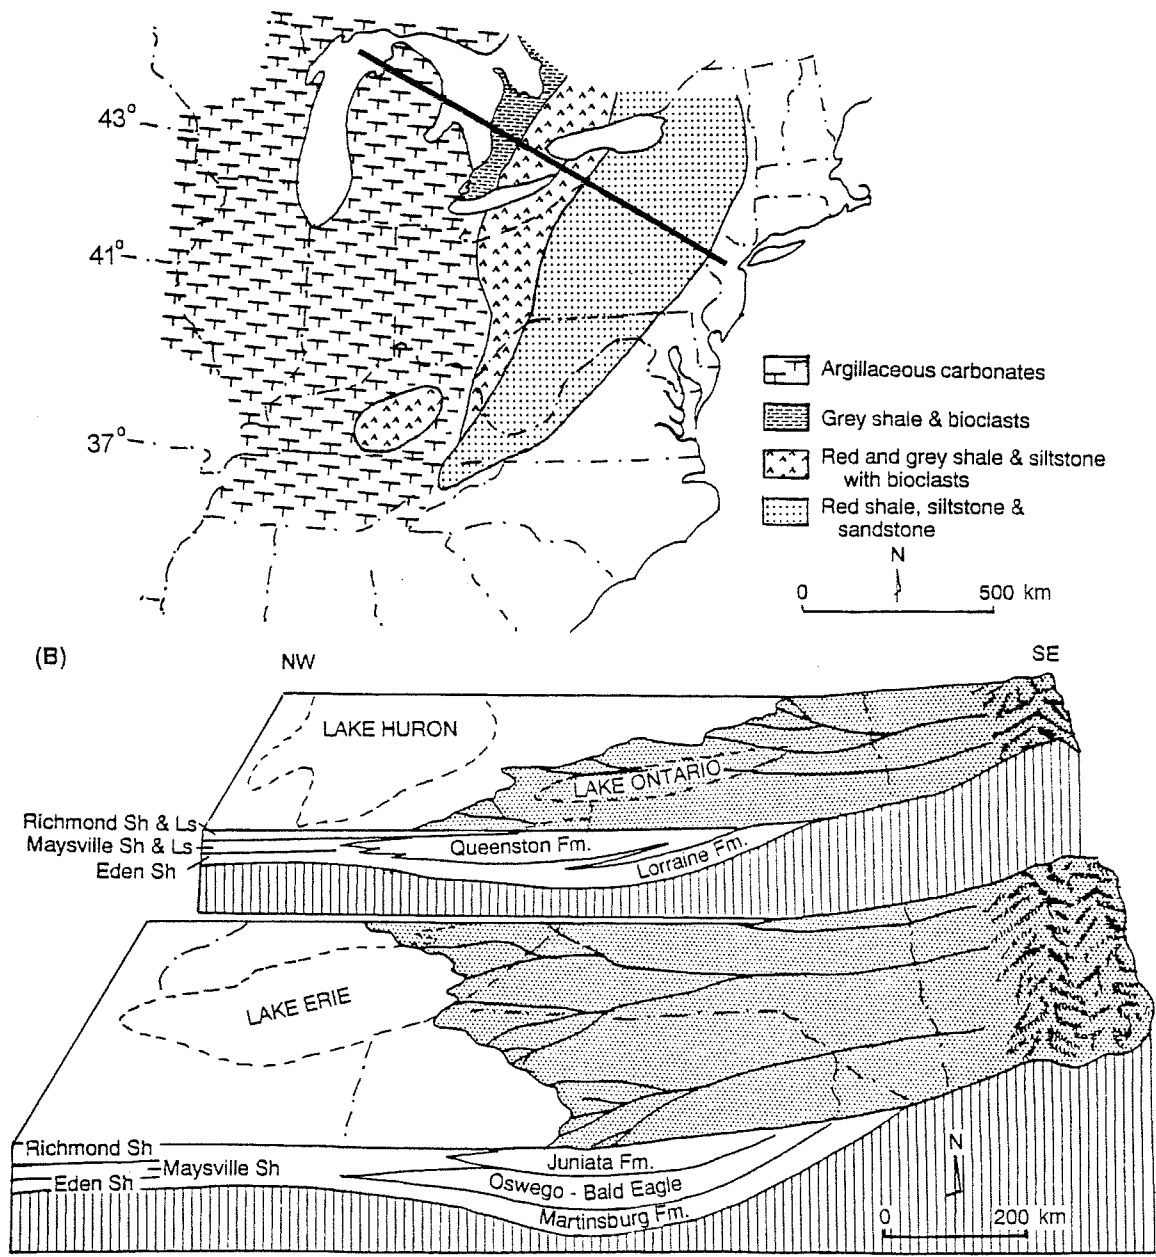 43°
41°
37°
Argillaceous carbonates
Grey shale & bioclasts
Red and grey shale & siltstone
with bioclasts
Red shale, siltstone &
sandstone
N
0 500 km
(B)
NW
SE
LAKE HURON
LAKE ONTARIO
Richmond Sh & Ls
Maysville Sh & Ls
Eden Sh
Queenston Fm.
Lorraine Fm.
LAKE ERIE
Richmond Sh
Maysville Sh
Eden Sh
Juniata Fm.
Oswego - Bald Eagle
Martinsburg Fm.
N
0 200 km